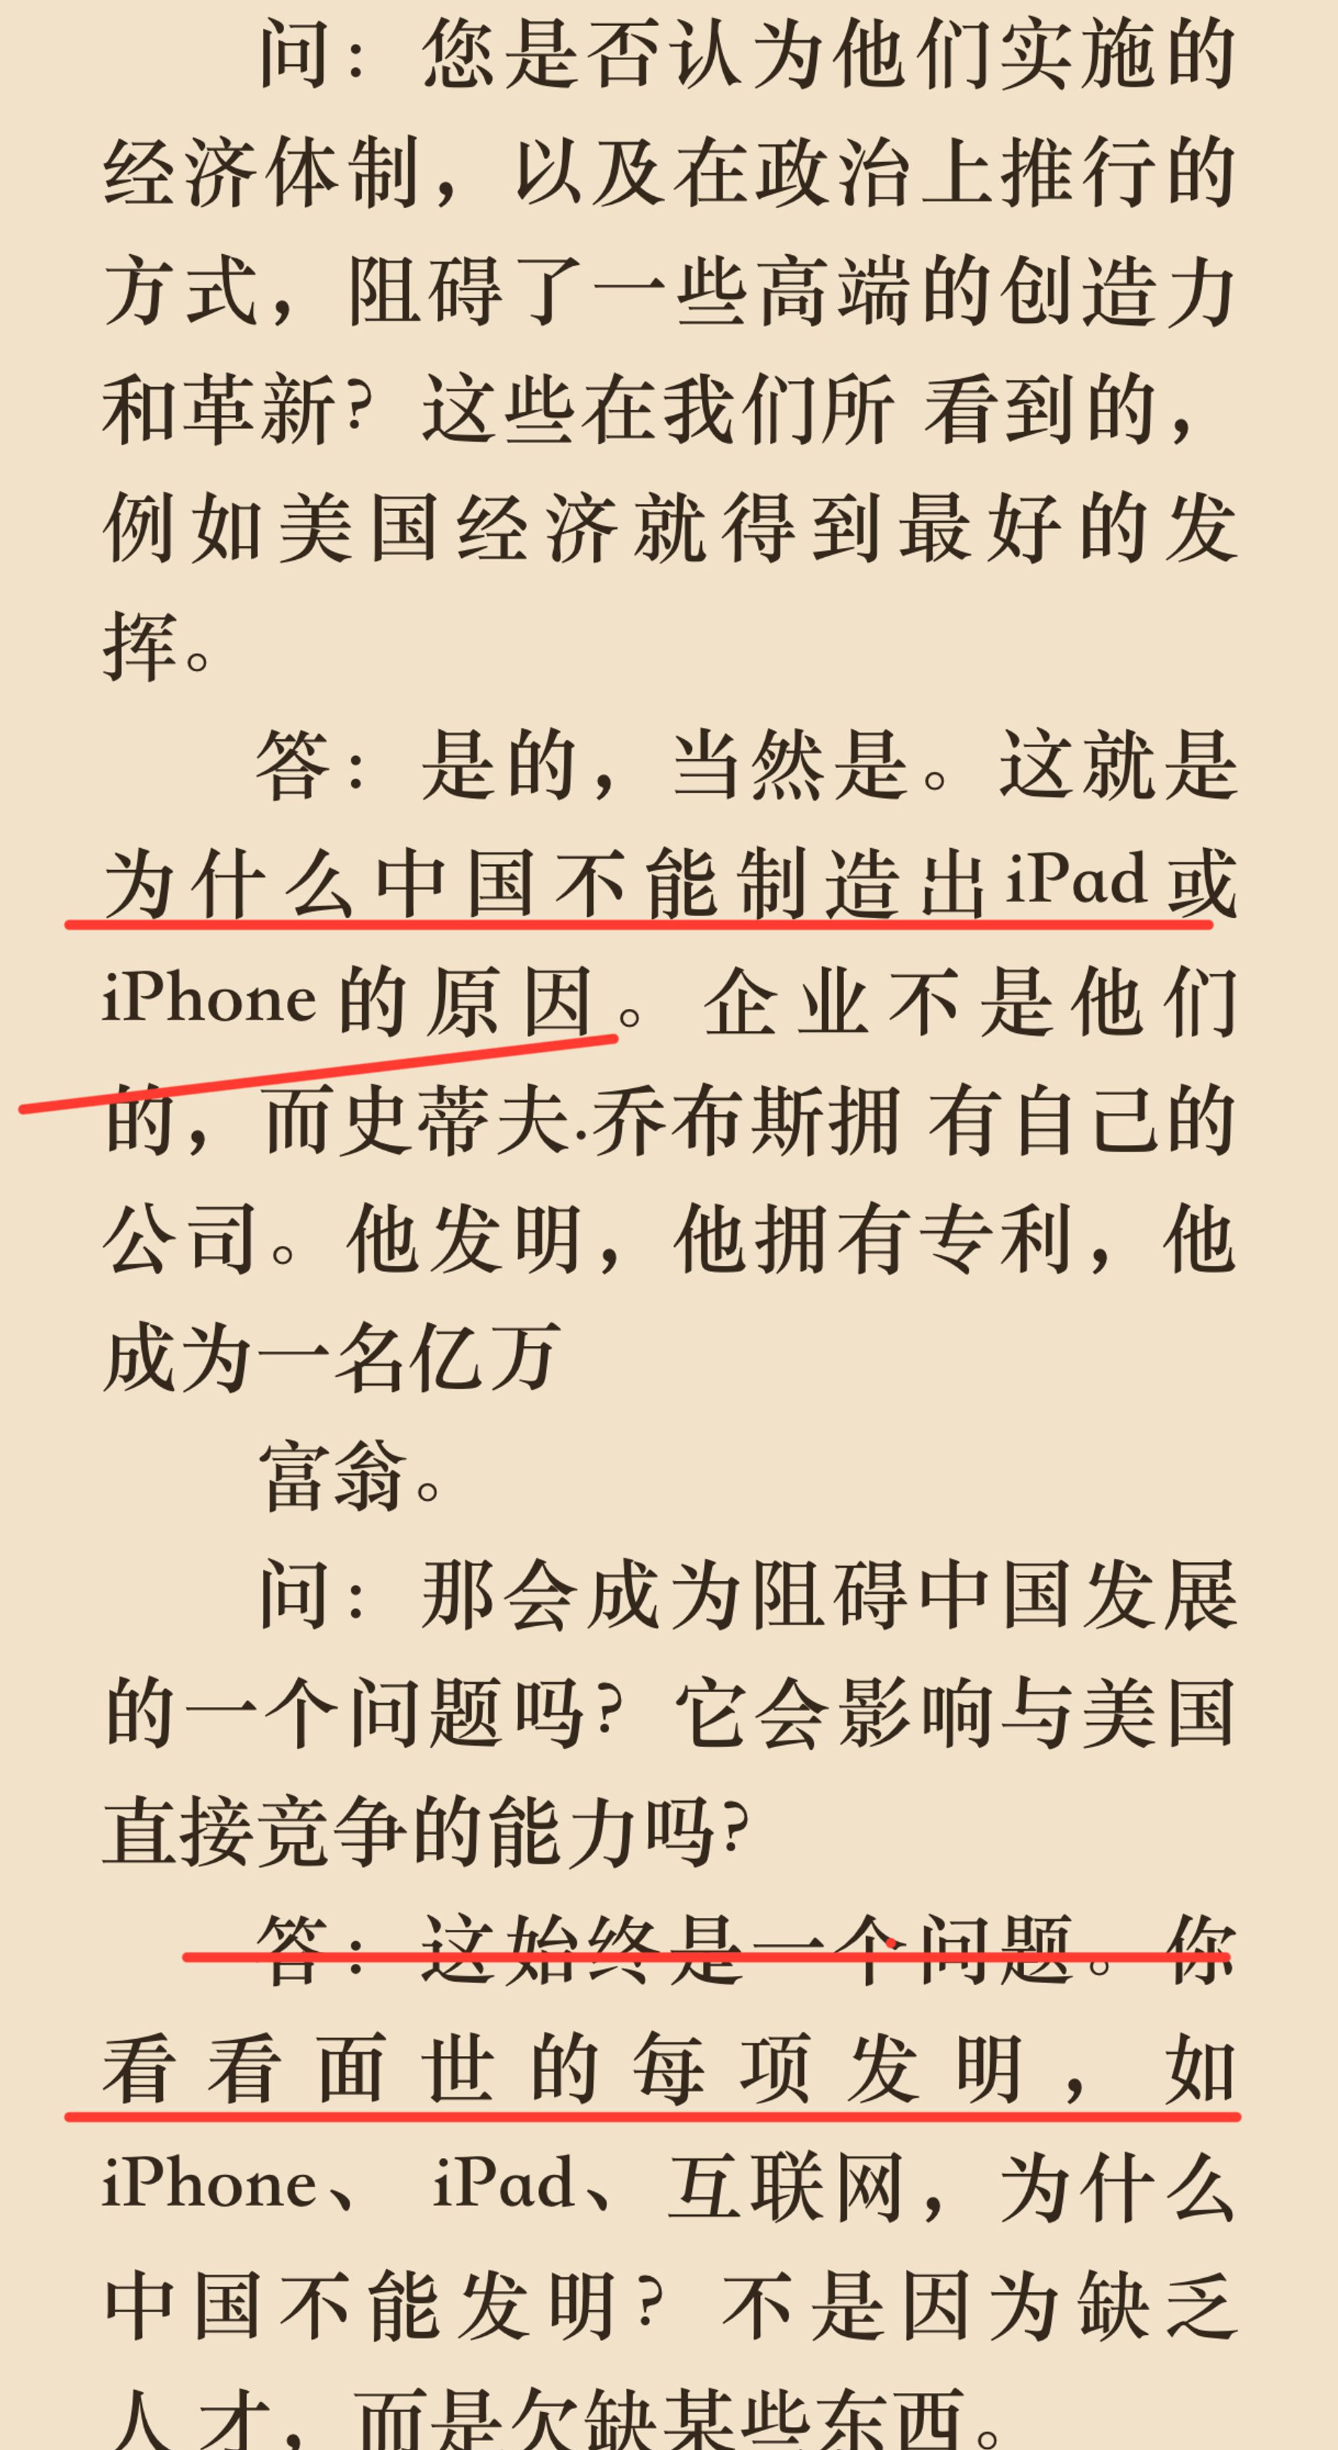 问：您是否认为他们实施的
经济体制，以及在政治上推行的
方式，阻碍了一些高端的创造力
和革新？这些在我们所 看到的，
例如美国经济就得到最好的发
挥。
答：是的，当然是。这就是
为什么中国不能制造出iPad或
iPhone的原因。企业不是他们
的，而史蒂夫·乔布斯拥 有自己的
公司。他发明，他拥有专利，他
成为一名亿万
富翁。
问：那会成为阻碍中国发展
的一个问题吗？它会影响与美国
直接竞争的能力吗？
答：这始终是一个问题。你
看看面世的每项发明，如
iPhone、 iPad、互联网，为什么
中国不能发明？不是因为缺乏
人才，而是欠缺某些东西。